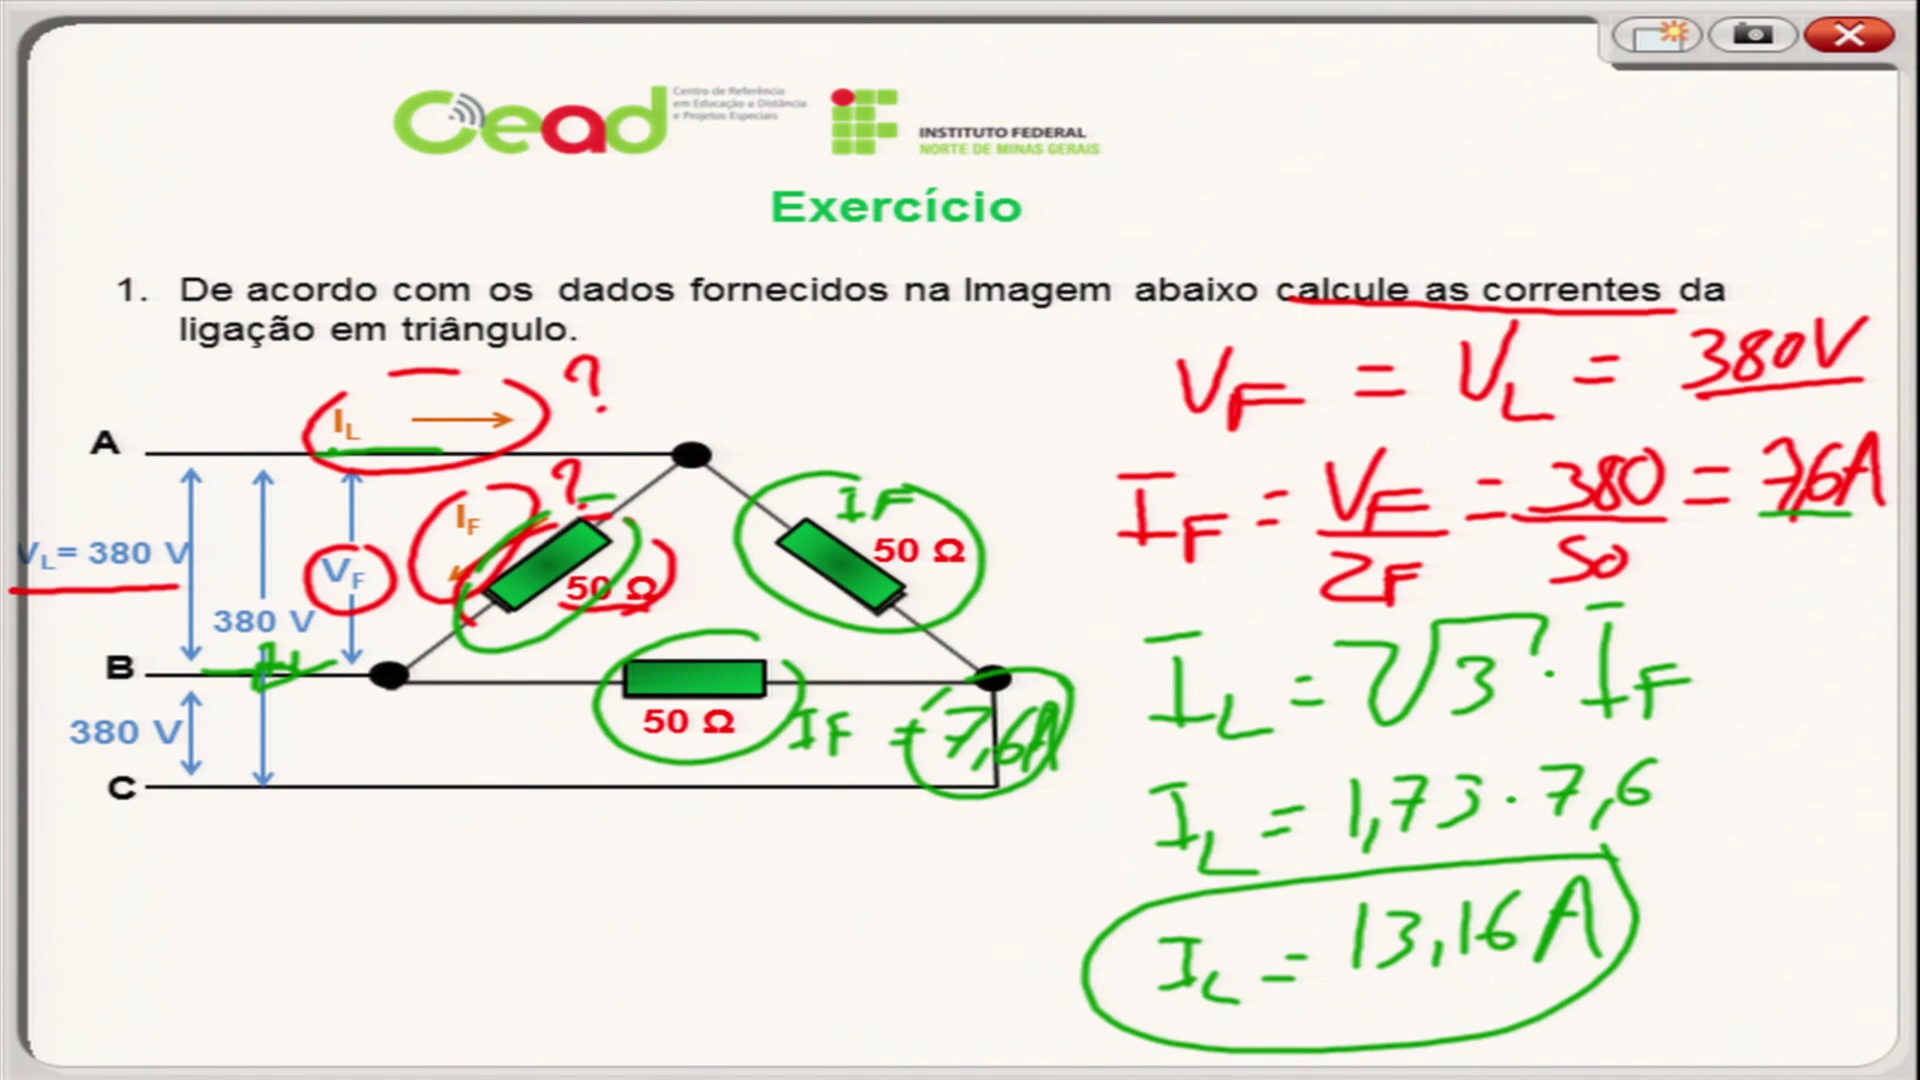 Cead
Centro de Referência
em Educação a Distância
e Projetos Especiais
INSTITUTO FEDERAL
NORTE DE MINAS GERAIS
Exercício
1. De acordo com os dados fornecidos na Imagem abaixo calcule as correntes da
ligação em triângulo.
VF = VL = 380V
IL ?
A
IF = VF/ZF = 380/50 = 7,6A
IF ?
IF
50 Ω
50 Ω
VL= 380 V
VF
380 V
B
IL = √3 · IF
50 Ω
IF = 7,6A
380 V
C
IL = 1,73 · 7,6
IL = 13,16 A